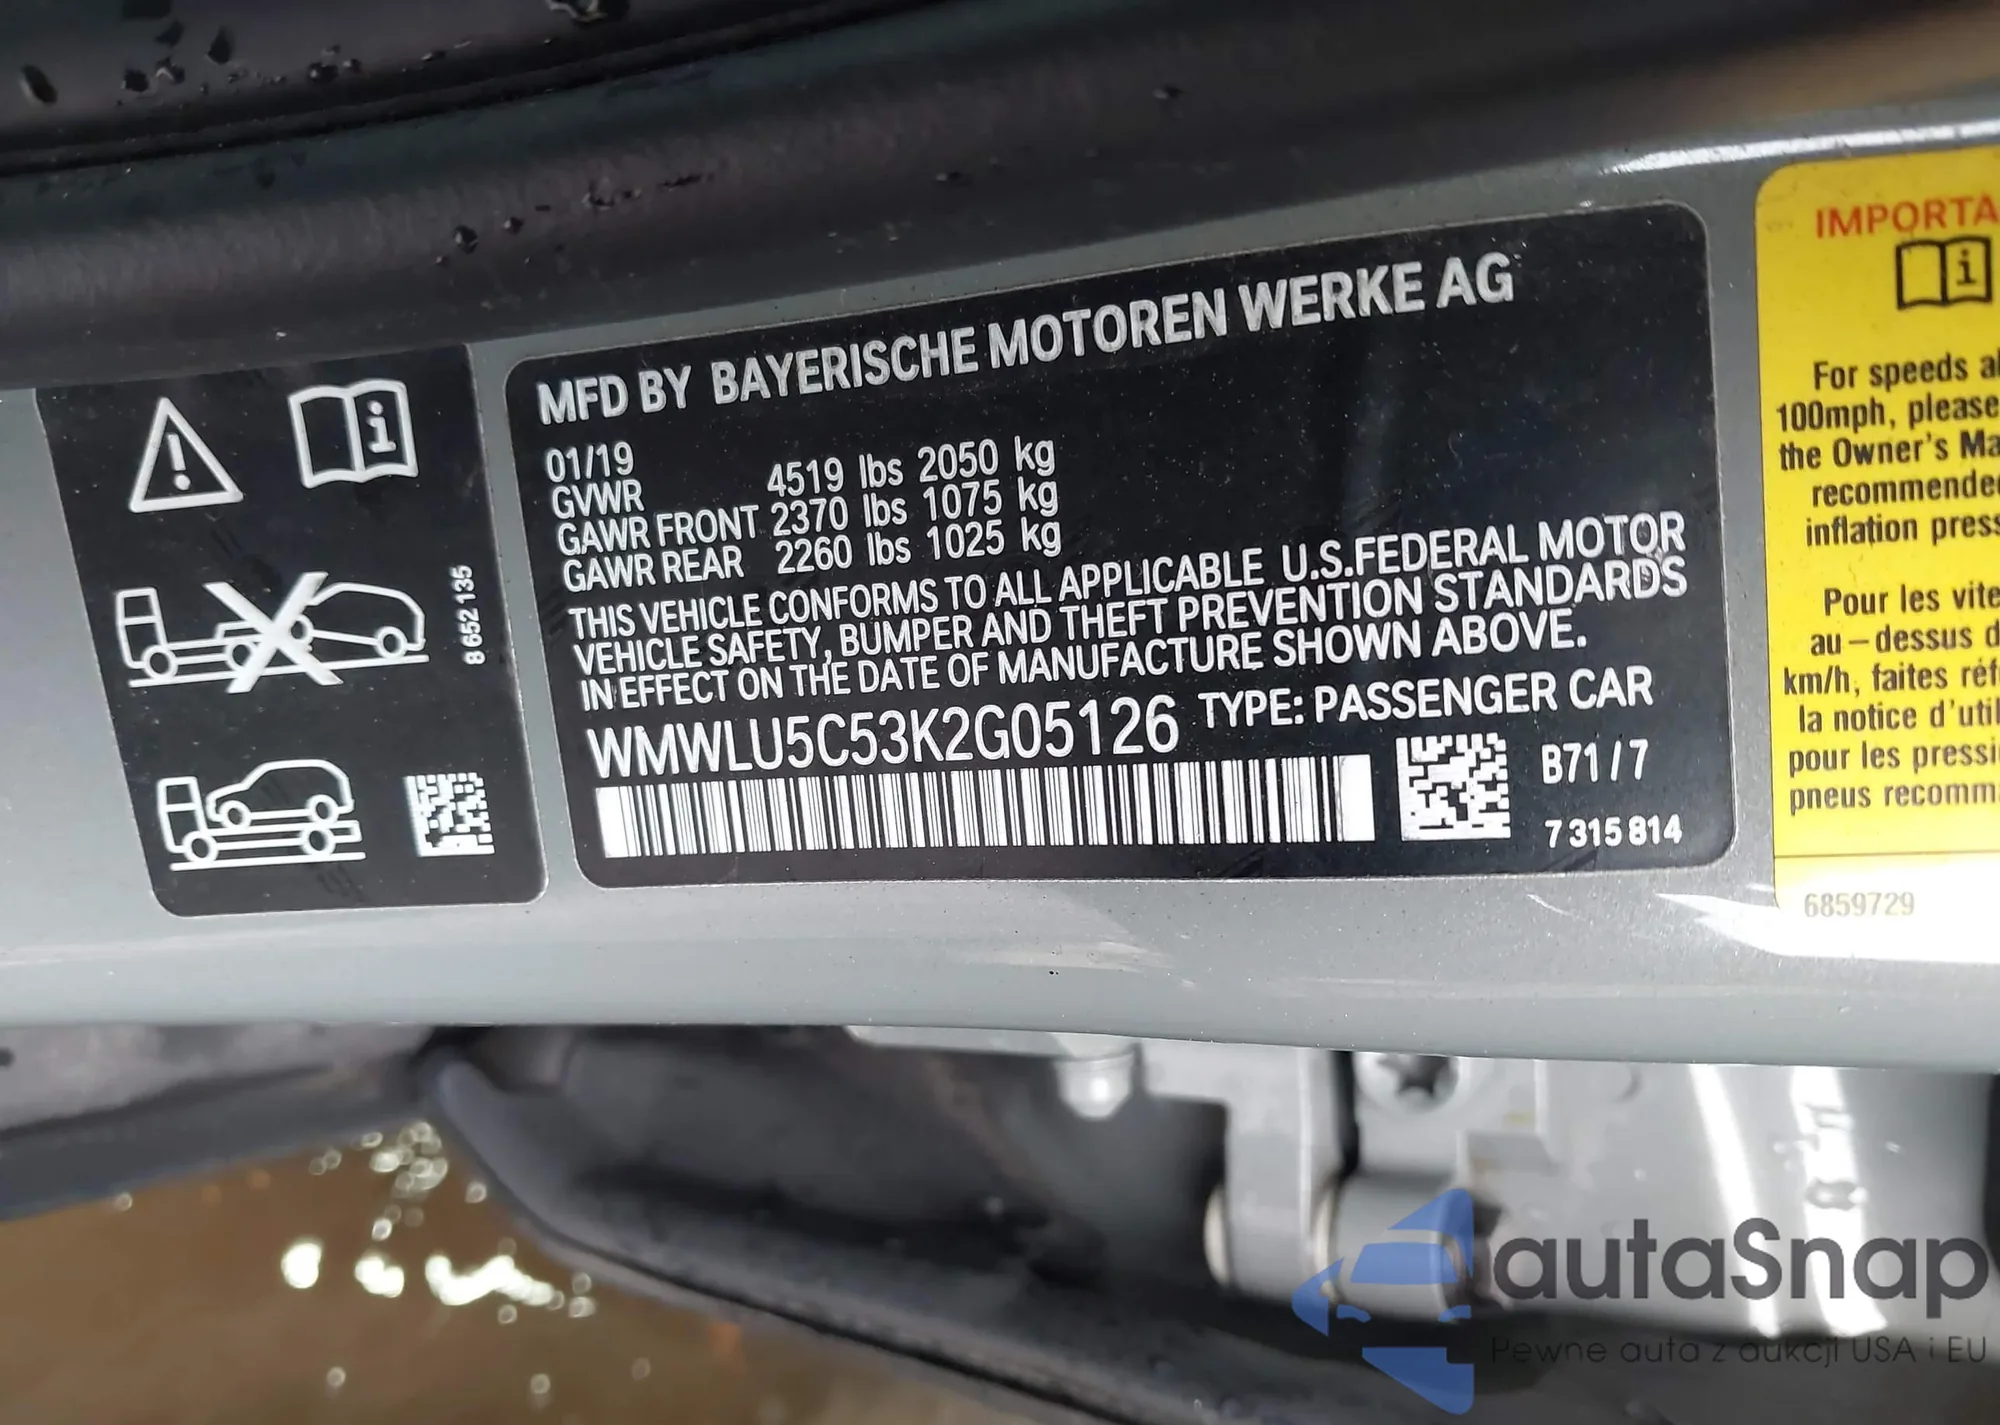 MFD BY BAYERISCHE MOTOREN WERKE AG
01/19
GVWR 4519 lbs 2050 kg
GAWR FRONT 2370 lbs 1075 kg
GAWR REAR 2260 lbs 1025 kg
THIS VEHICLE CONFORMS TO ALL APPLICABLE U.S.FEDERAL MOTOR
VEHICLE SAFETY, BUMPER AND THEFT PREVENTION STANDARDS
IN EFFECT ON THE DATE OF MANUFACTURE SHOWN ABOVE.
WMWLU5C53K2G05126 TYPE: PASSENGER CAR
B71 / 7
7 315 814
8 652 135
IMPORTA
For speeds a
100mph, please
the Owner's Ma
recommende
inflation press
Pour les vite
au-dessus d
km/h, faites réf
la notice d'util
pour les pressi
pneus recomm
6859729
autaSnap
Pewne auta z aukcji USA i EU